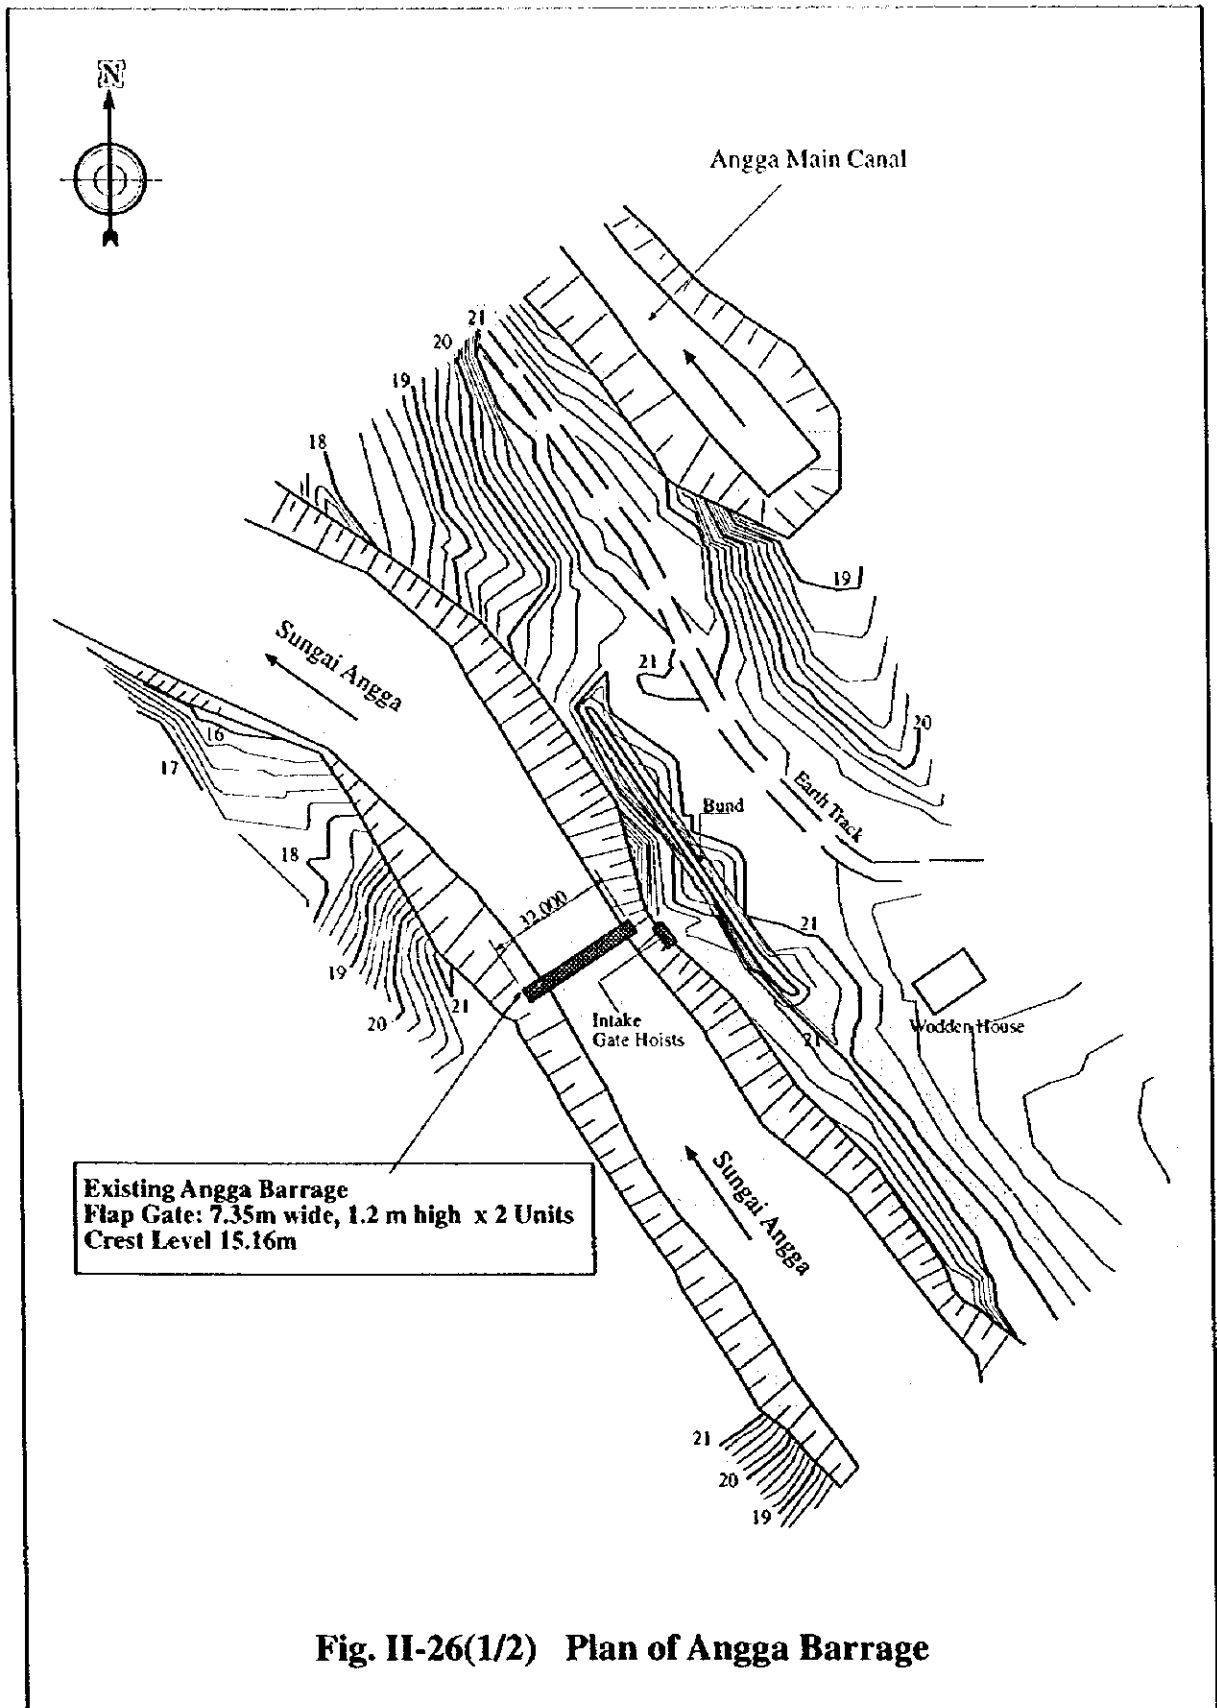 N
Angga Main Canal
21
20
19
18
19
Sungai Angga
21
20
16
17
Earth Track
Bund
18
32,000
21
19
21
20
Intake
Gate Hoists
21
Wodden House
Existing Angga Barrage
Flap Gate: 7.35m wide, 1.2 m high x 2 Units
Crest Level 15.16m
Sungai Angga
21
20
19
Fig. II-26(1/2) Plan of Angga Barrage